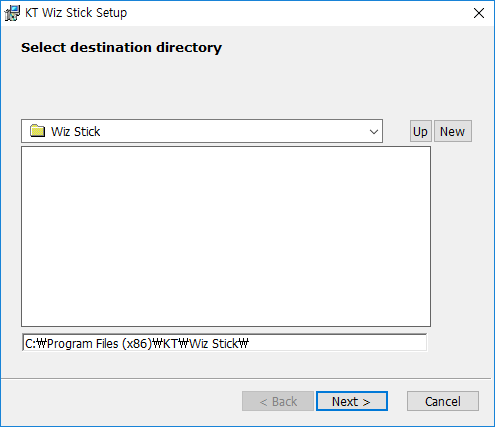 KT Wiz Stick Setup
Select destination directory
Wiz Stick
Up
New
C:₩Program Files (x86)₩KT₩Wiz Stick₩
< Back
Next >
Cancel